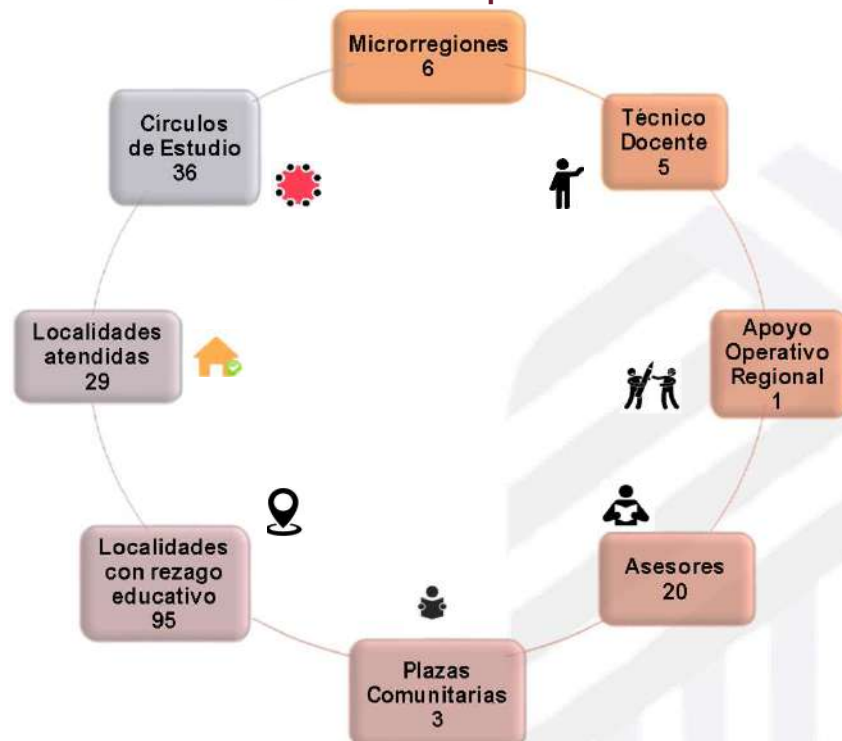 Microrregiones
6
Técnico
Docente
5
Apoyo
Operativo
Regional
1
Asesores
20
Plazas
Comunitarias
3
Localidades
con rezago
educativo
95
Localidades
atendidas
29
Círculos
de Estudio
36